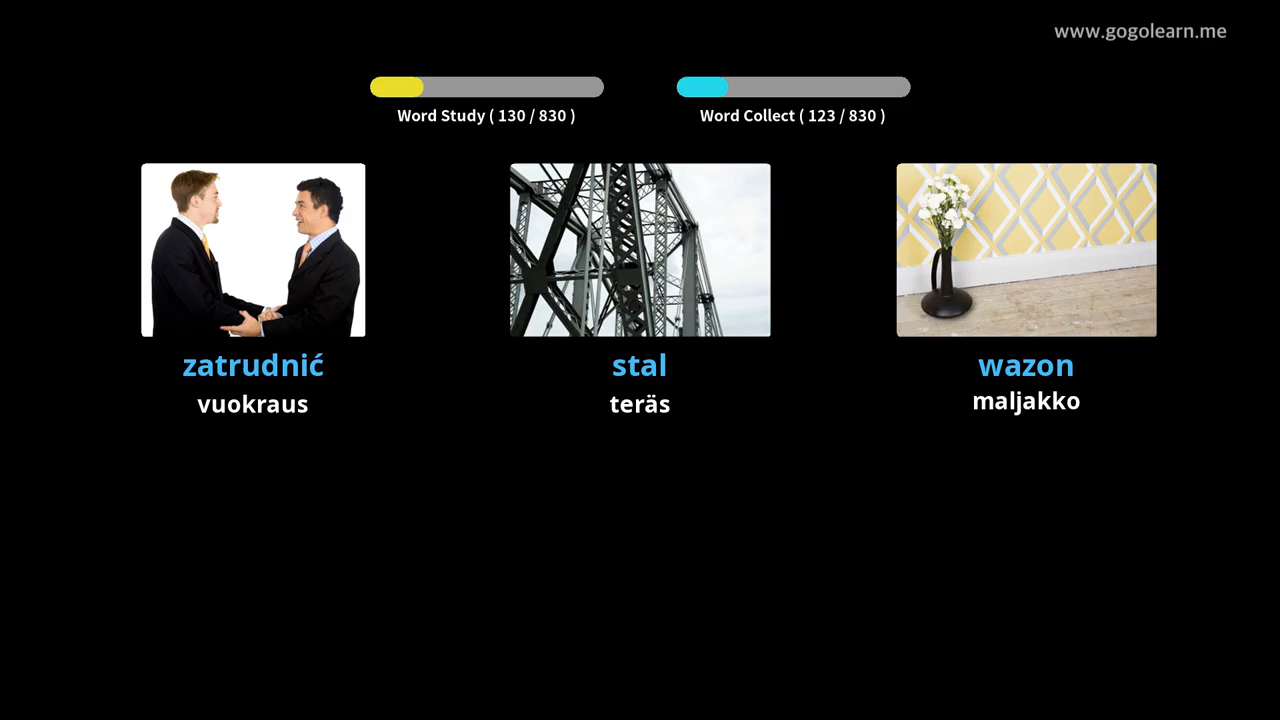 www.gogolearn.me
Word Study ( 130 / 830 )
Word Collect ( 123 / 830 )
zatrudnić
stal
wazon
vuokraus
teräs
maljakko